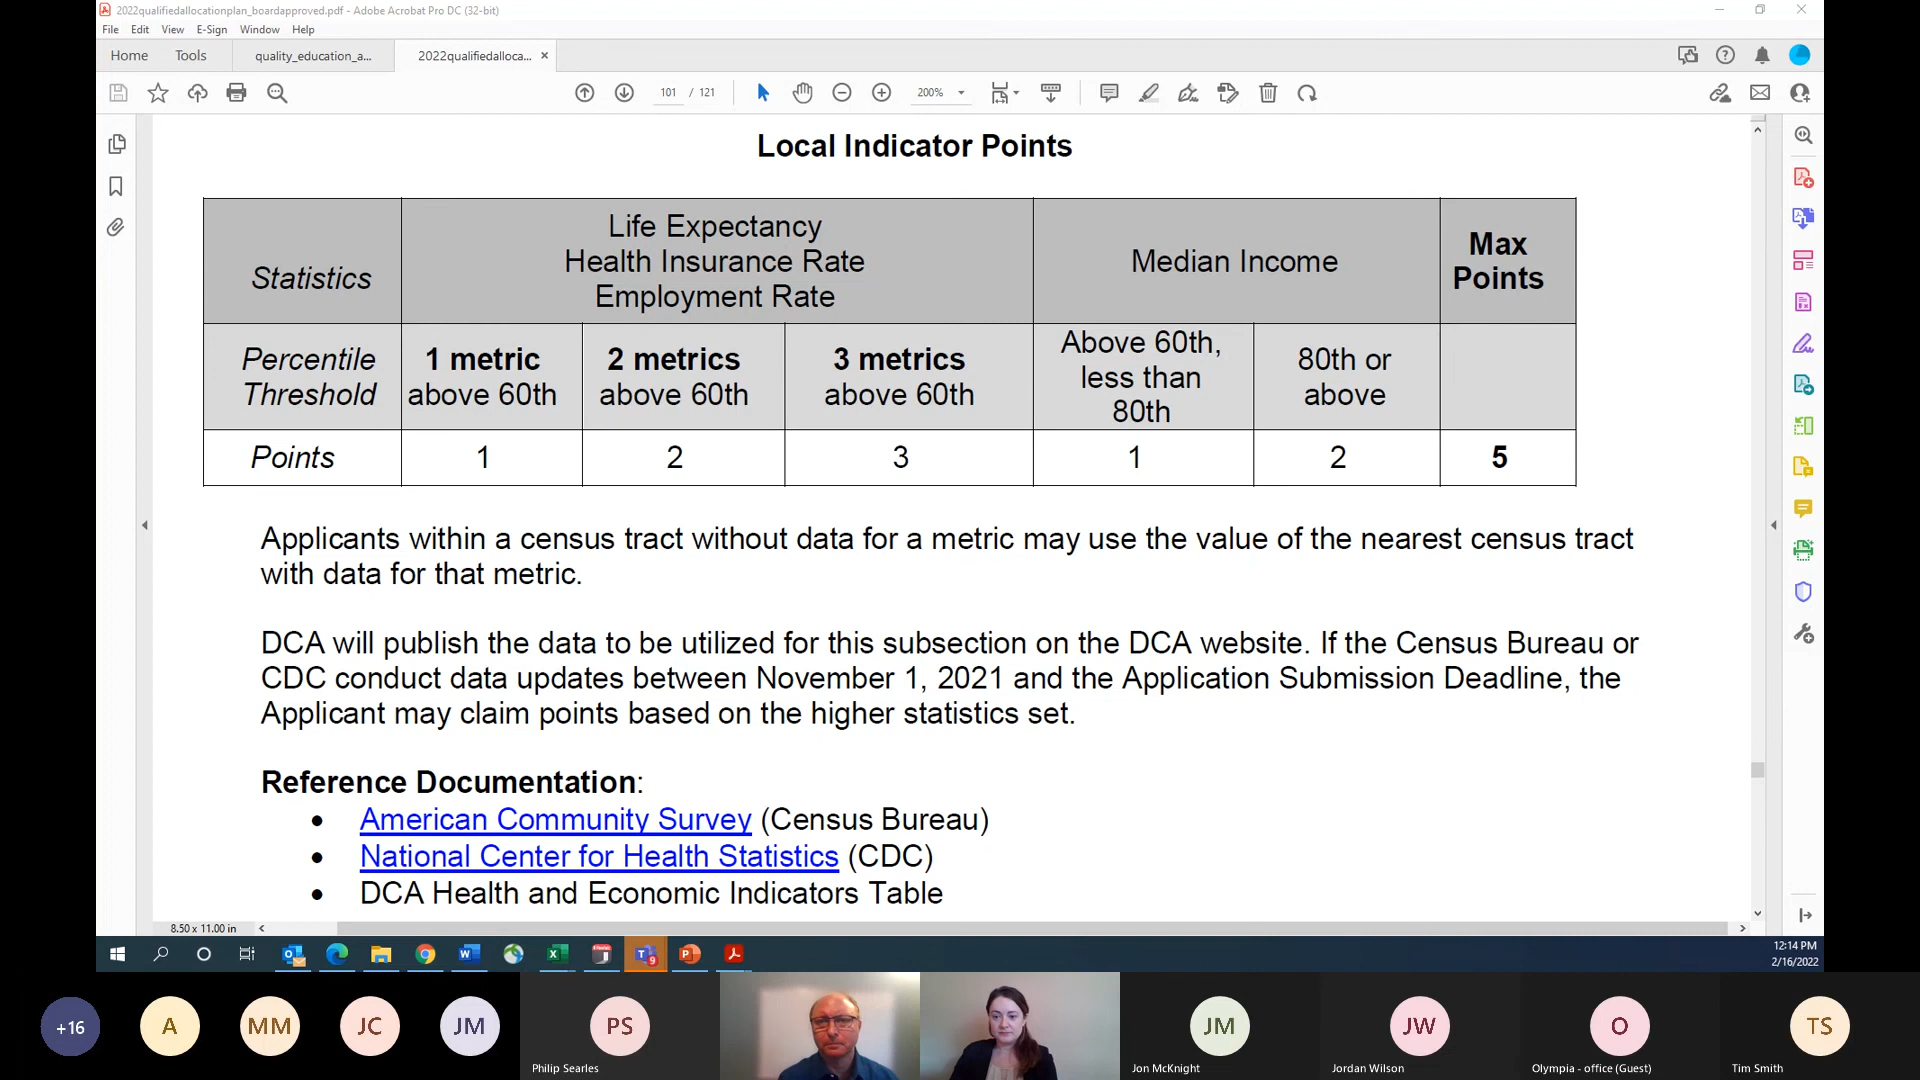 2022qualifiedallocationplan_boardapproved.pdf - Adobe Acrobat Pro DC (32-bit)
File Edit View E-Sign Window Help
Home Tools quality_education_a... 2022qualifiedalloca... ×
101 / 121 200%
Local Indicator Points
Statistics
Life Expectancy
Health Insurance Rate
Employment Rate
Median Income
Max
Points
Percentile
Threshold
1 metric
above 60th
2 metrics
above 60th
3 metrics
above 60th
Above 60th,
less than
80th
80th or
above
Points 1 2 3 1 2 5
Applicants within a census tract without data for a metric may use the value of the nearest census tract
with data for that metric.
DCA will publish the data to be utilized for this subsection on the DCA website. If the Census Bureau or
CDC conduct data updates between November 1, 2021 and the Application Submission Deadline, the
Applicant may claim points based on the higher statistics set.
Reference Documentation:
• American Community Survey (Census Bureau)
• National Center for Health Statistics (CDC)
• DCA Health and Economic Indicators Table
8.50 x 11.00 in
12:14 PM
2/16/2022
+16 A MM JC JM PS JM JW O TS
Philip Searles Jon McKnight Jordan Wilson Olympia - office (Guest) Tim Smith